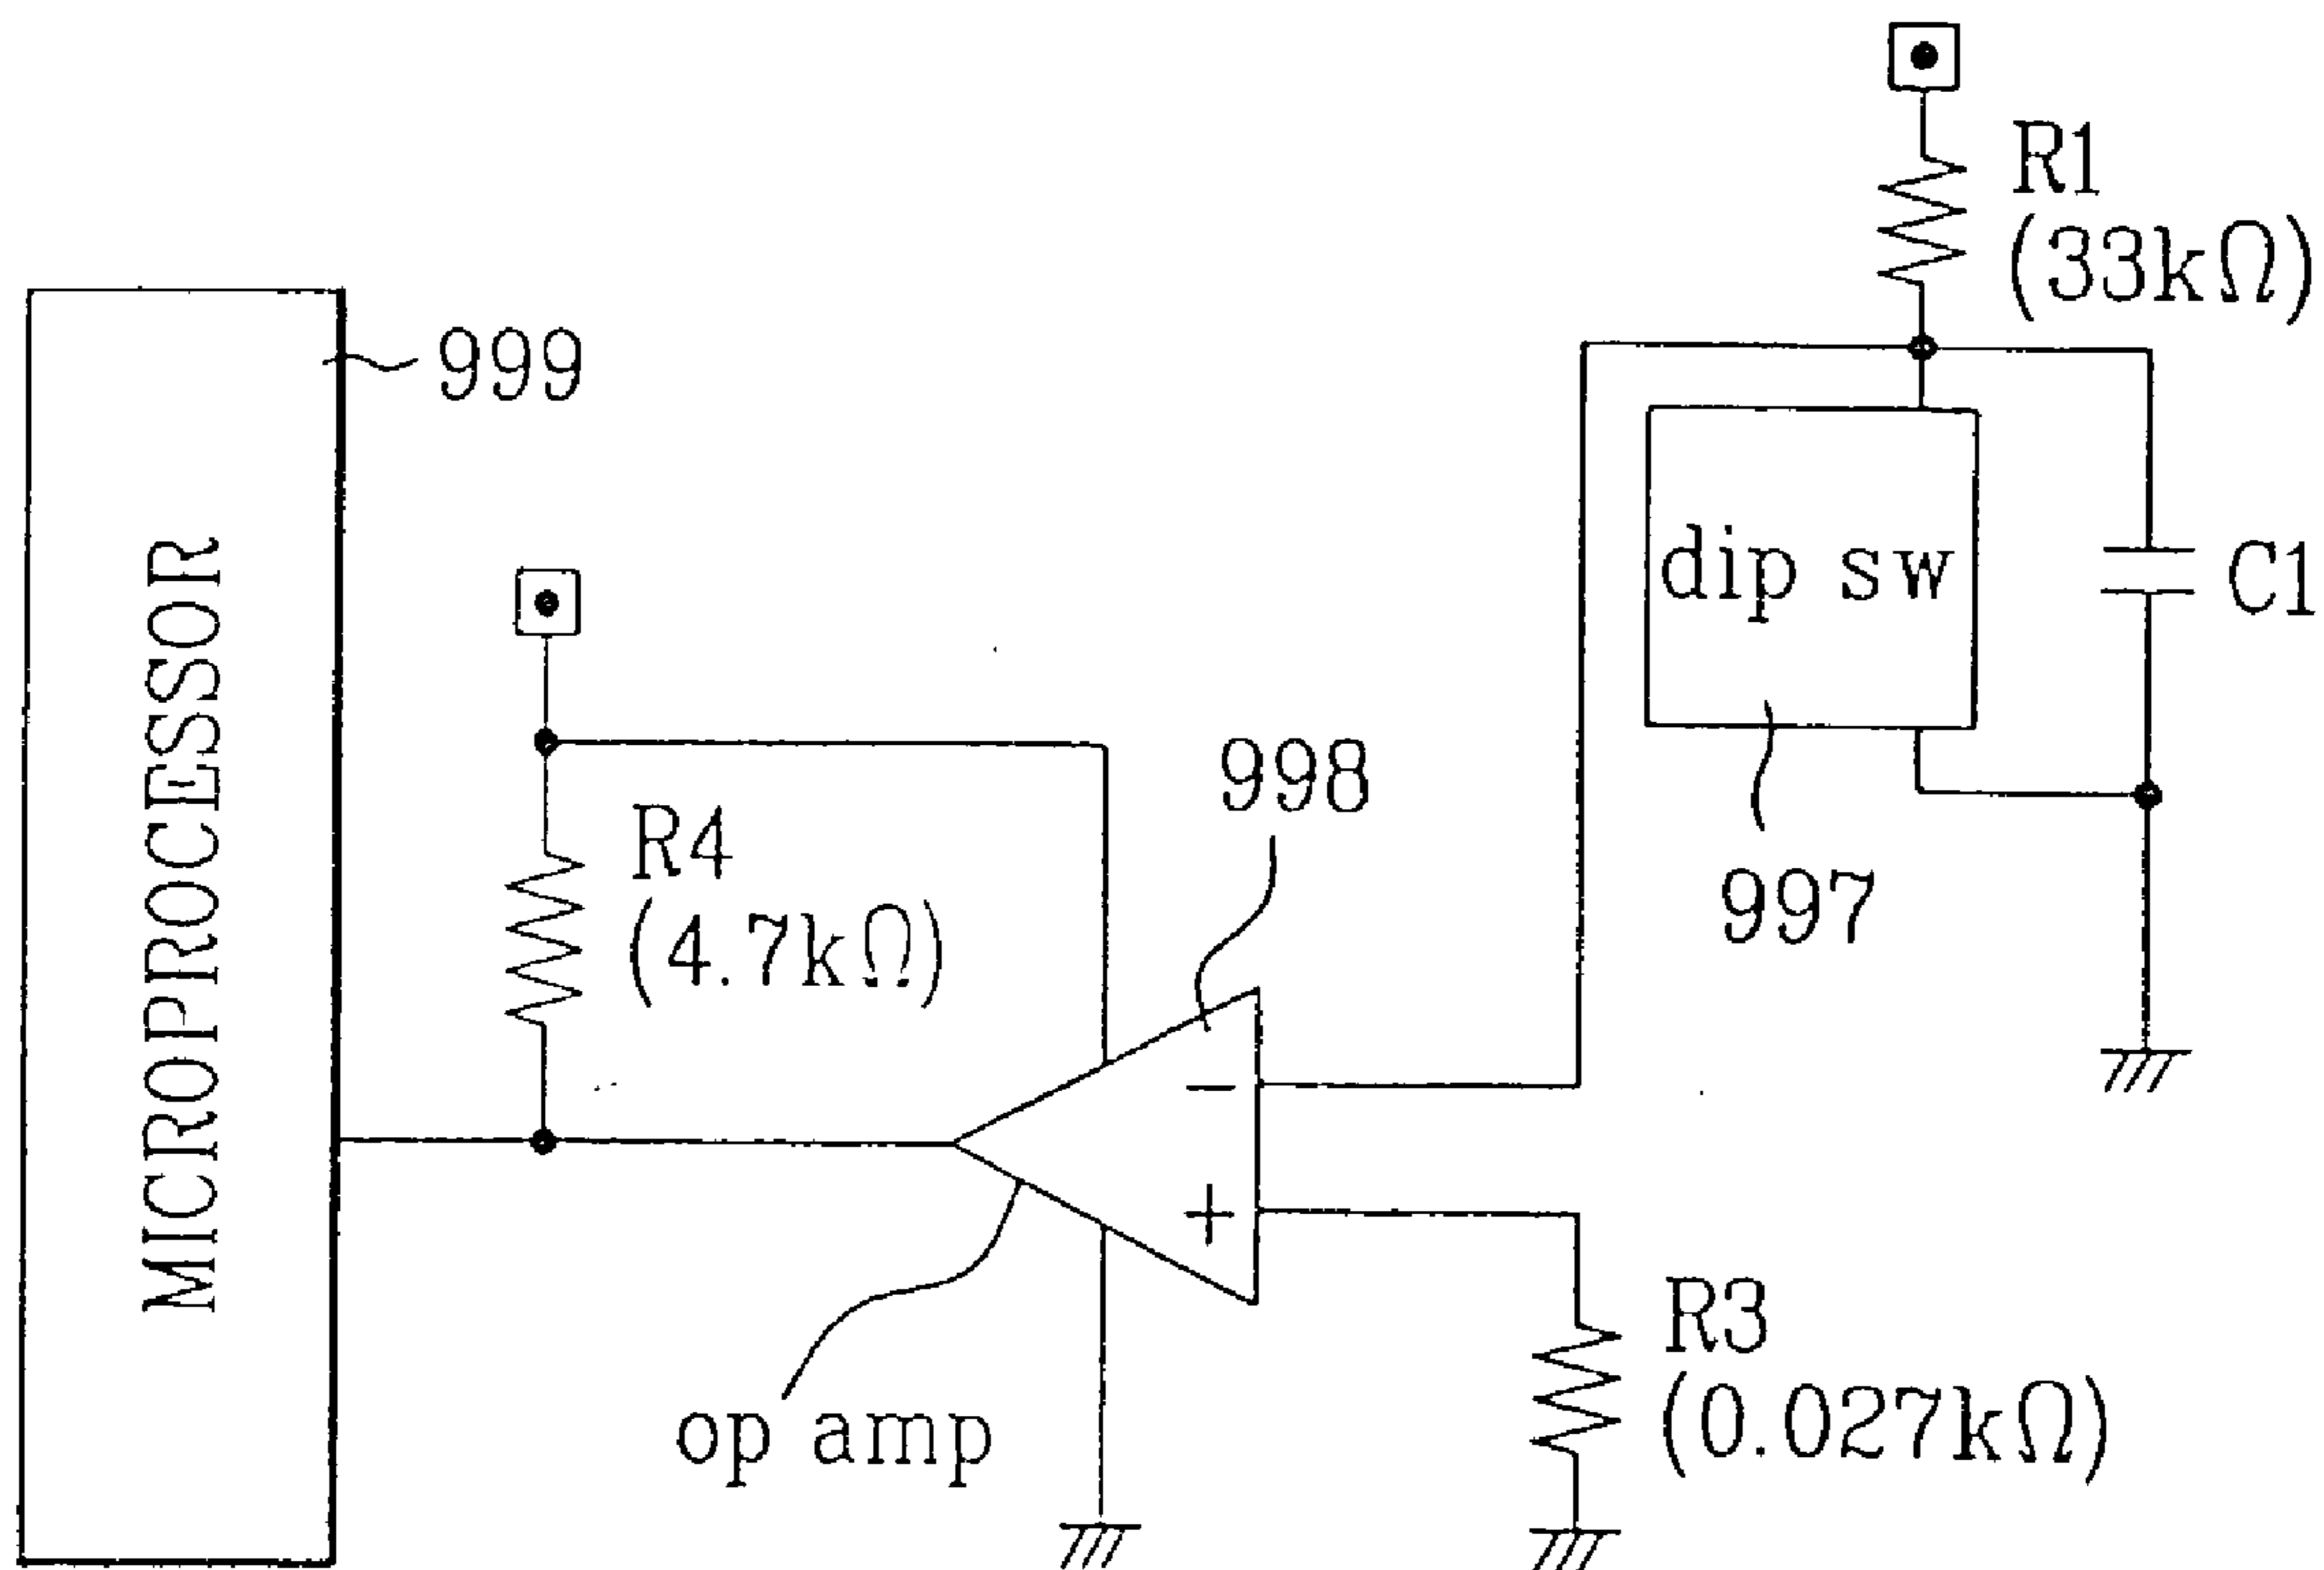 R1
(33kΩ)
999
dip sw
C1
MICROPROCESSOR
998
R4
(4.7kΩ)
997
−
+
R3
(0.027kΩ)
op amp